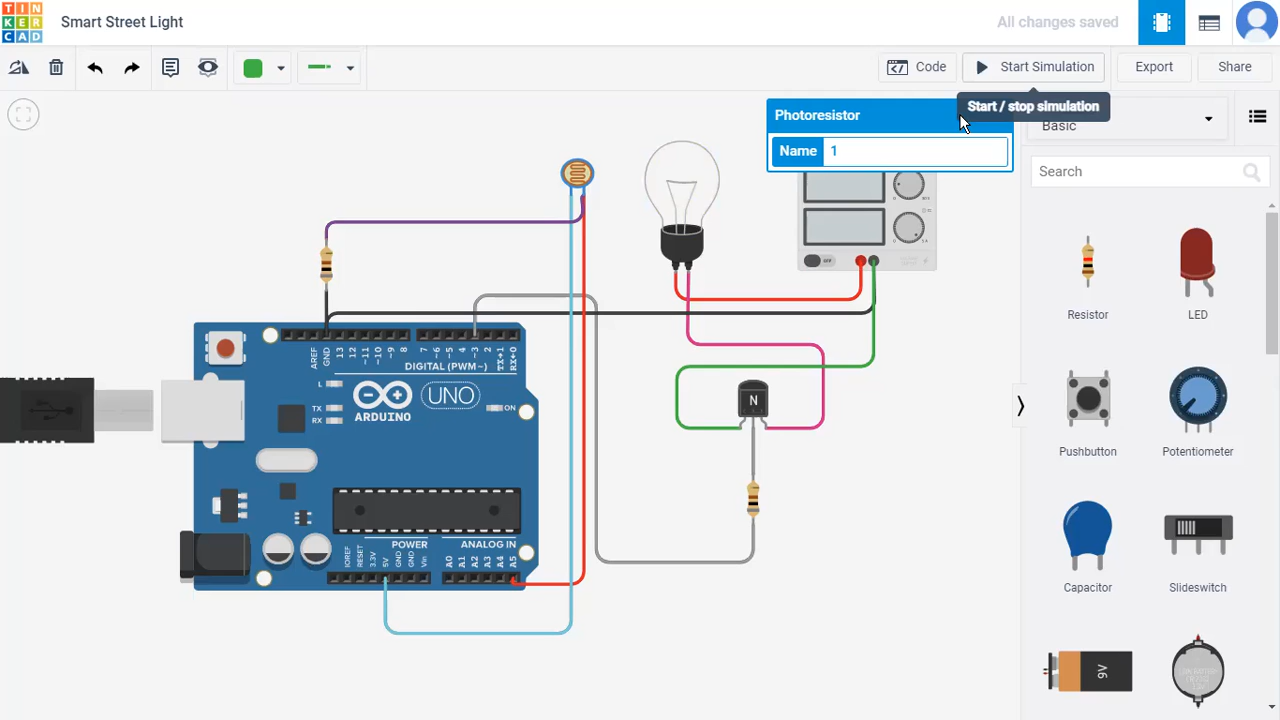 TIN
KER
CAD
Smart Street Light
All changes saved
Code
Start Simulation
Export
Share
Start / stop simulation
Photoresistor
Name 1
Basic
Search
Resistor
LED
Pushbutton
Potentiometer
Capacitor
Slideswitch
9V
OFF
N
AREF
GND
13
12
~11
~10
~9
8
7
~6
~5
4
~3
2
TX→1
RX←0
DIGITAL (PWM~)
L
TX
RX
ARDUINO
UNO
ON
POWER
ANALOG IN
IOREF
RESET
3.3V
5V
GND
GND
Vin
A0
A1
A2
A3
A4
A5